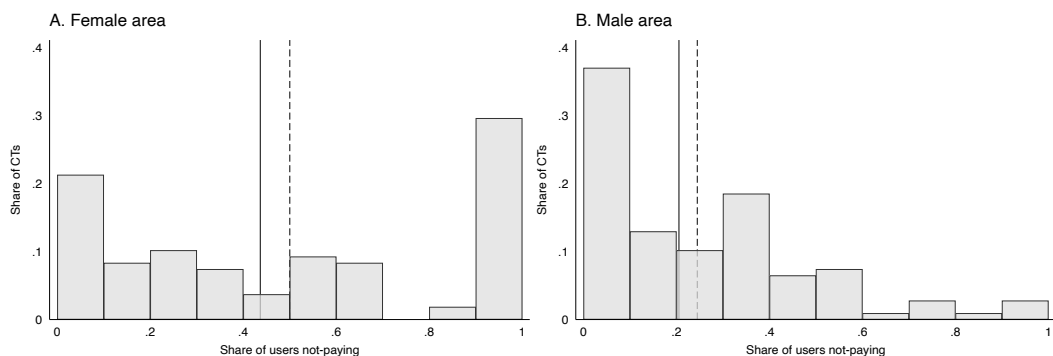 A. Female area
.4
.3
.2
.1
0
Share of CTs
0 .2 .4 .6 .8 1
Share of users not-paying
B. Male area
.4
.3
.2
.1
0
Share of CTs
0 .2 .4 .6 .8 1
Share of users not-paying